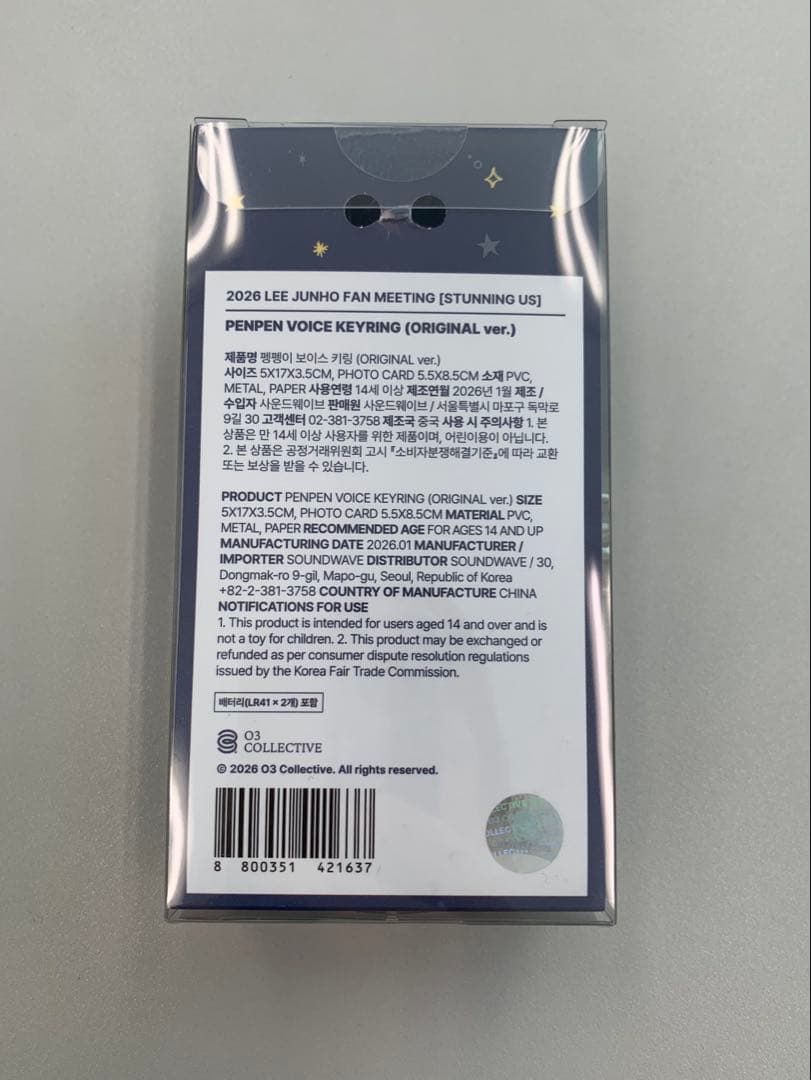 2026 LEE JUNHO FAN MEETING [STUNNING US]
PENPEN VOICE KEYRING (ORIGINAL ver.)
제품명 펭펭이 보이스 키링 (ORIGINAL ver.)
사이즈 5X17X3.5CM, PHOTO CARD 5.5X8.5CM 소재 PVC,
METAL, PAPER 사용연령 14세 이상 제조연월 2026년 1월 제조 /
수입자 사운드웨이브 판매원 사운드웨이브 / 서울특별시 마포구 독막로
9길 30 고객센터 02-381-3758 제조국 중국 사용 시 주의사항 1. 본
상품은 만 14세 이상 사용자를 위한 제품이며, 어린이용이 아닙니다.
2. 본 상품은 공정거래위원회 고시 『소비자분쟁해결기준』에 따라 교환
또는 보상을 받을 수 있습니다.
PRODUCT PENPEN VOICE KEYRING (ORIGINAL ver.) SIZE
5X17X3.5CM, PHOTO CARD 5.5X8.5CM MATERIAL PVC,
METAL, PAPER RECOMMENDED AGE FOR AGES 14 AND UP
MANUFACTURING DATE 2026.01 MANUFACTURER /
IMPORTER SOUNDWAVE DISTRIBUTOR SOUNDWAVE / 30,
Dongmak-ro 9-gil, Mapo-gu, Seoul, Republic of Korea
+82-2-381-3758 COUNTRY OF MANUFACTURE CHINA
NOTIFICATIONS FOR USE
1. This product is intended for users aged 14 and over and is
not a toy for children. 2. This product may be exchanged or
refunded as per consumer dispute resolution regulations
issued by the Korea Fair Trade Commission.
배터리(LR41 × 2개) 포함
O3
COLLECTIVE
© 2026 O3 Collective. All rights reserved.
8 800351 421637